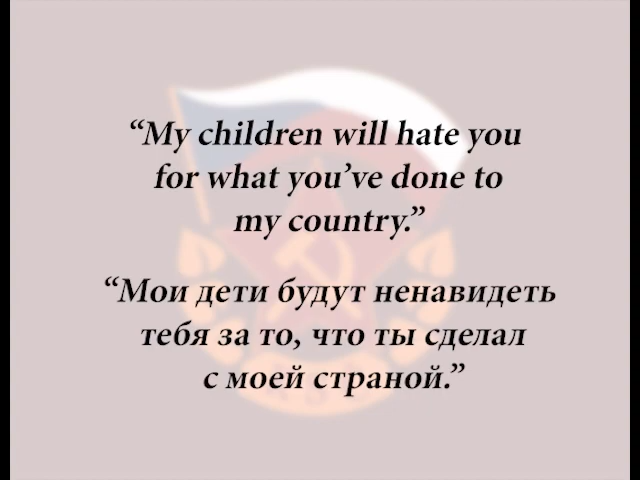 “My children will hate you
for what you’ve done to
my country.”
“Мои дети будут ненавидеть
тебя за то, что ты сделал
с моей страной.”